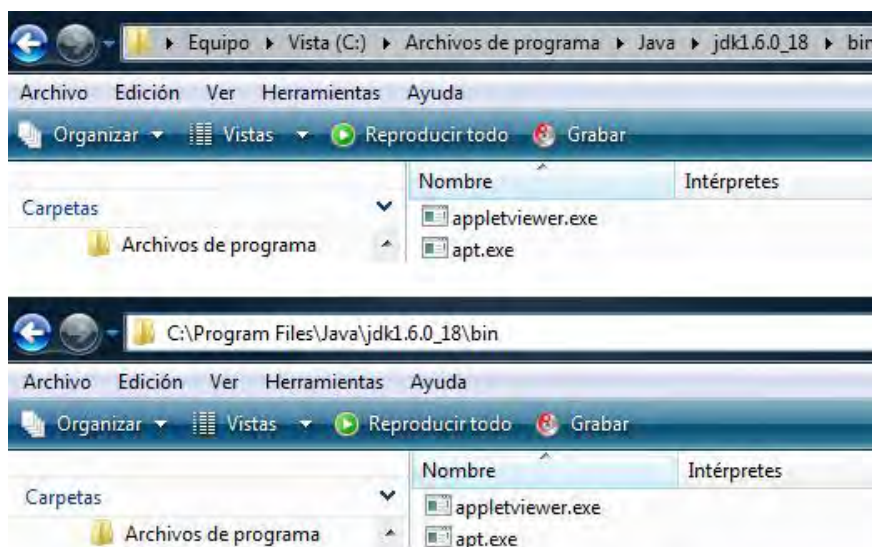 Equipo Vista (C:) Archivos de programa Java jdk1.6.0_18 bin
Archivo Edición Ver Herramientas Ayuda
Organizar Vistas Reproducir todo Grabar
Nombre Intérpretes
Carpetas
appletviewer.exe
Archivos de programa
apt.exe
C:\Program Files\Java\jdk1.6.0_18\bin
Archivo Edición Ver Herramientas Ayuda
Organizar Vistas Reproducir todo Grabar
Nombre Intérpretes
Carpetas
appletviewer.exe
Archivos de programa
apt.exe